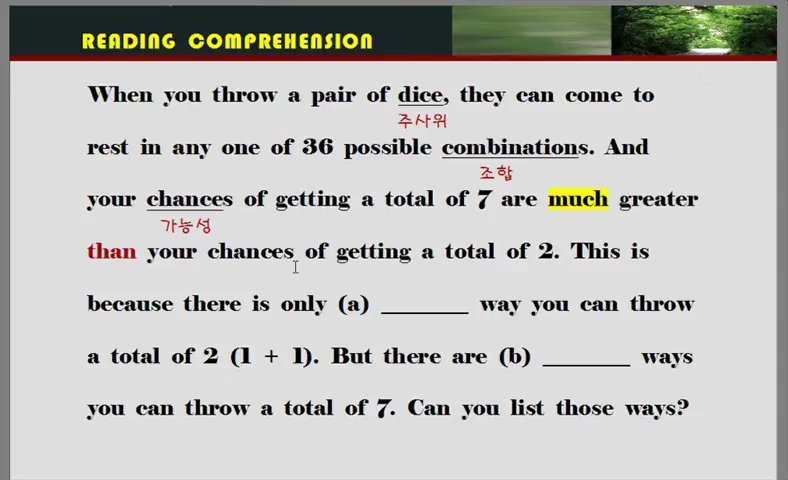 READING COMPREHENSION
When you throw a pair of dice, they can come to
주사위
rest in any one of 36 possible combinations. And
조합
your chances of getting a total of 7 are much greater
가능성
than your chances of getting a total of 2. This is
because there is only (a) ________ way you can throw
a total of 2 (1 + 1). But there are (b) ________ ways
you can throw a total of 7. Can you list those ways?